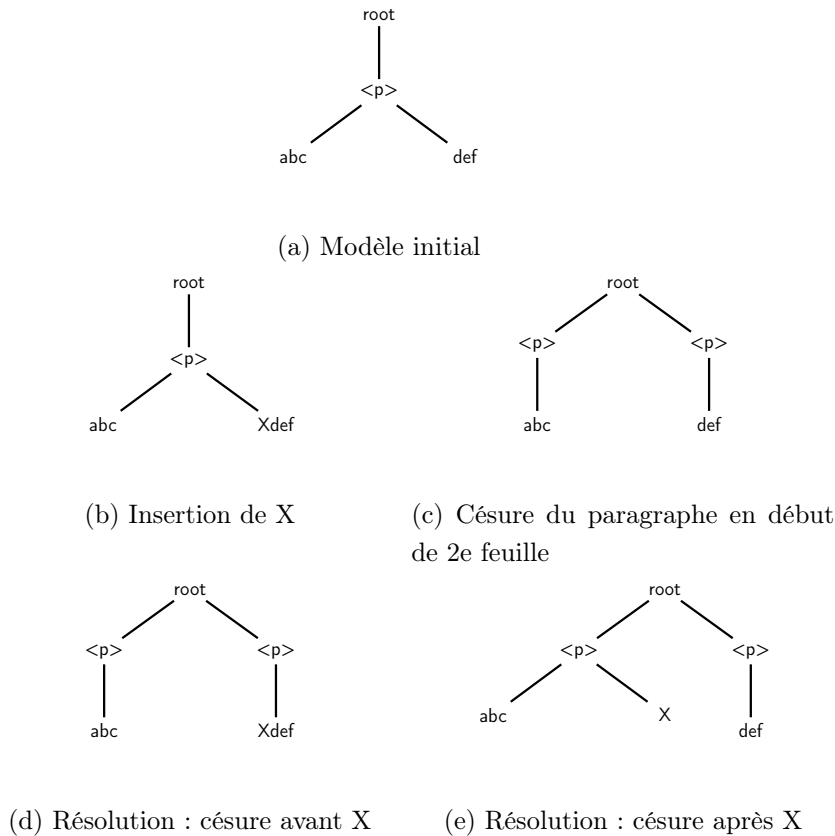 root
<p>
abc def
(a) Modèle initial
root root
<p> <p> <p>
abc Xdef abc def
(b) Insertion de X (c) Césure du paragraphe en début
de 2e feuille
root root
<p> <p> <p> <p>
abc Xdef abc X def
(d) Résolution : césure avant X (e) Résolution : césure après X